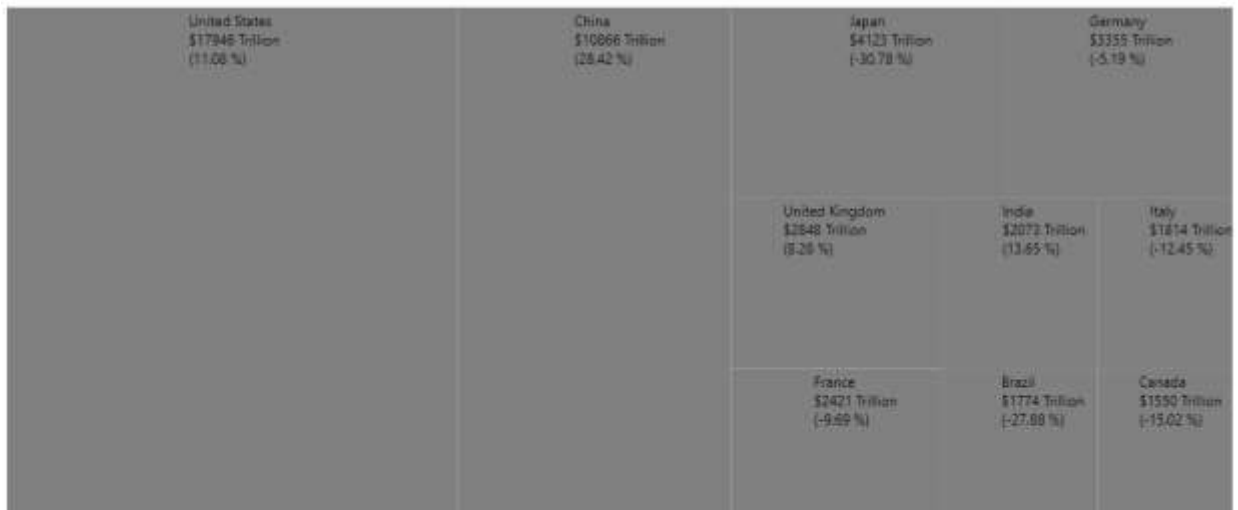 United States
$17946 Trillion
(11.08 %)
China
$10866 Trillion
(28.42 %)
Japan
$4123 Trillion
(-30.78 %)
Germany
$3355 Trillion
(-5.19 %)
United Kingdom
$2848 Trillion
(8.28 %)
India
$2073 Trillion
(13.65 %)
Italy
$1814 Trillion
(-12.45 %)
France
$2421 Trillion
(-9.69 %)
Brazil
$1774 Trillion
(-27.88 %)
Canada
$1550 Trillion
(-15.02 %)